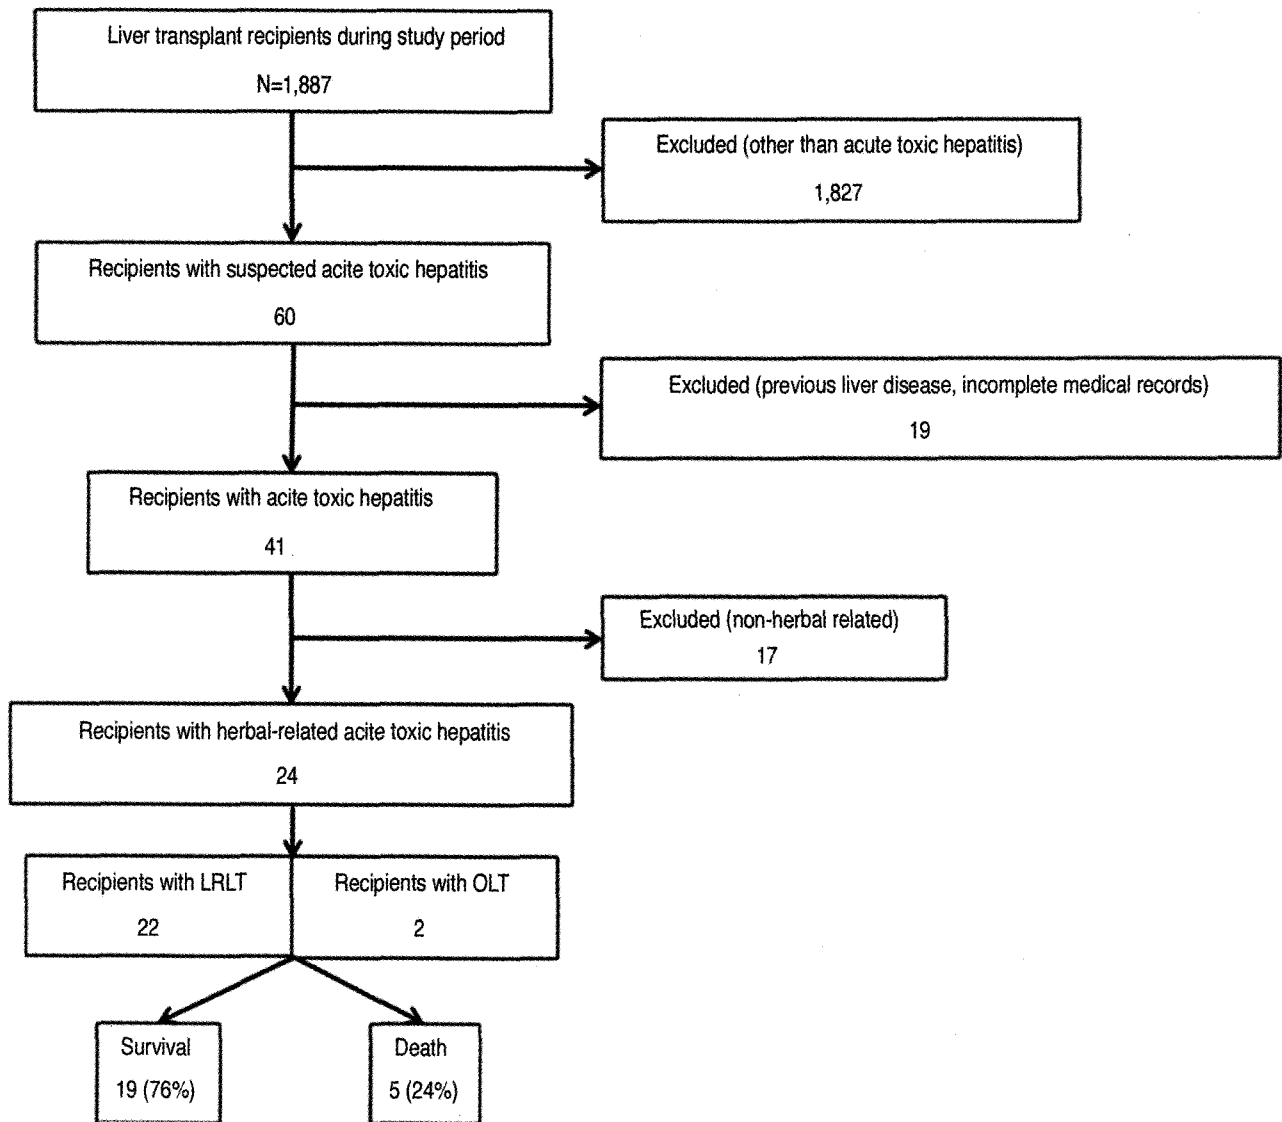 Liver transplant recipients during study period
N=1,887
Excluded (other than acute toxic hepatitis)
1,827
Recipients with suspected acite toxic hepatitis
60
Excluded (previous liver disease, incomplete medical records)
19
Recipients with acite toxic hepatitis
41
Excluded (non-herbal related)
17
Recipients with herbal-related acite toxic hepatitis
24
Recipients with LRLT
22
Recipients with OLT
2
Survival
19 (76%)
Death
5 (24%)